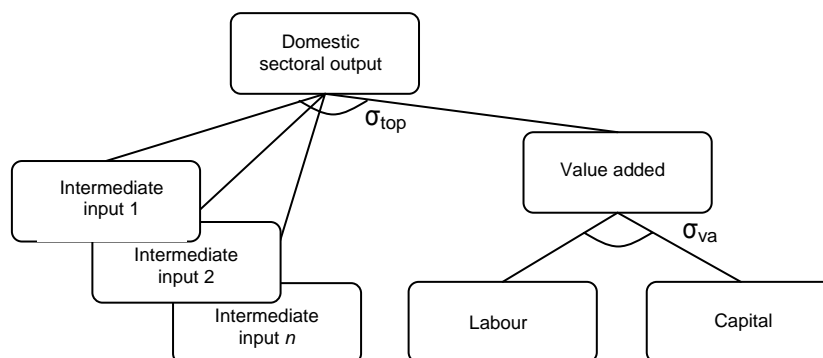 Domestic
sectoral output
σtop
Intermediate
input 1
Value added
σva
Intermediate
input 2
Intermediate
input n
Labour
Capital